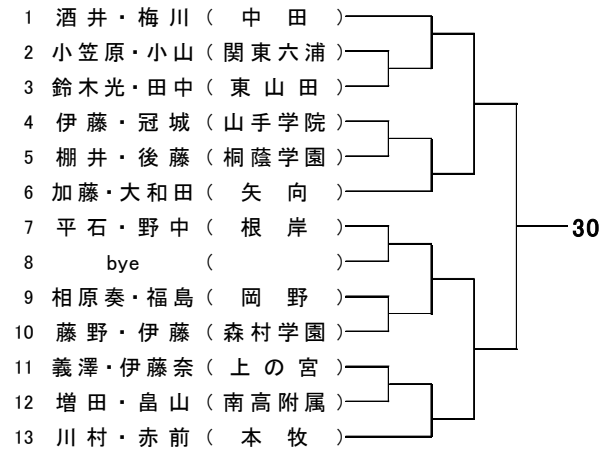 1 酒井・梅川 ( 中田 )
2 小笠原・小山 ( 関東六浦 )
3 鈴木光・田中 ( 東山田 )
4 伊藤・冠城 ( 山手学院 )
5 棚井・後藤 ( 桐蔭学園 )
6 加藤・大和田 ( 矢向 )
7 平石・野中 ( 根岸 )
30
8 bye ( )
9 相原奏・福島 ( 岡野 )
10 藤野・伊藤 ( 森村学園 )
11 義澤・伊藤奈 ( 上の宮 )
12 増田・畠山 ( 南高附属 )
13 川村・赤前 ( 本牧 )